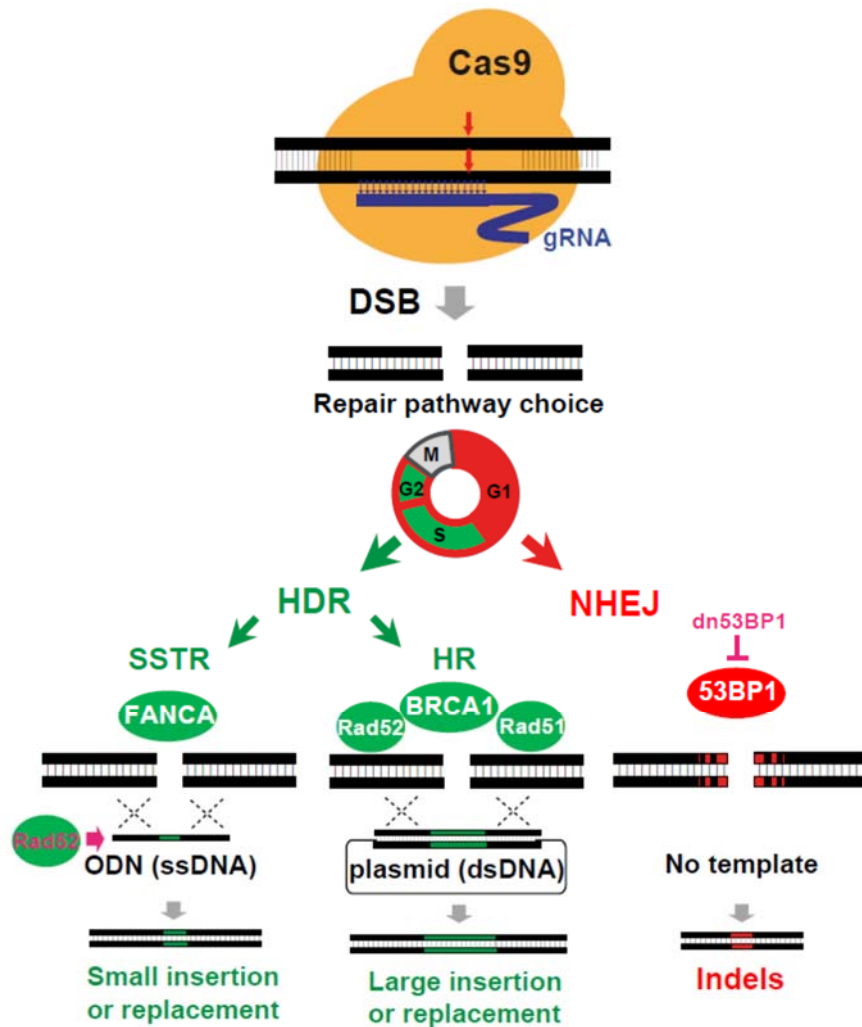 Cas9
gRNA
DSB
Repair pathway choice
M
G2
G1
S
HDR
NHEJ
dn53BP1
SSTR
HR
53BP1
FANCA
Rad52
BRCA1
Rad51
Rad52
ODN (ssDNA)
plasmid (dsDNA)
No template
Small insertion
or replacement
Large insertion
or replacement
Indels